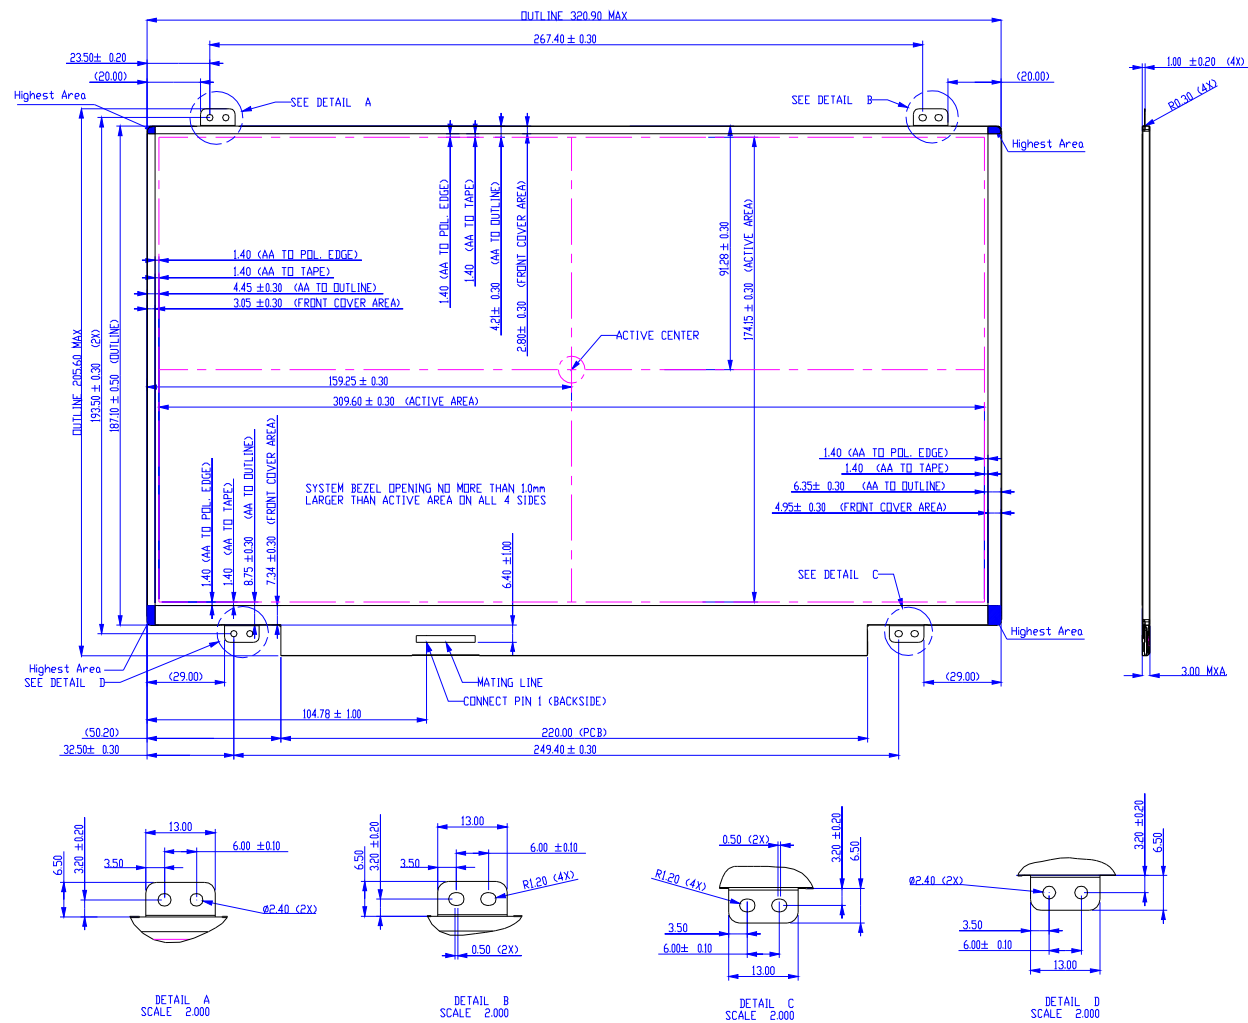 OUTLINE 320.90 MAX
267.40 ± 0.30
23.50± 0.20
(20.00)
(20.00)
1.00 ±0.20 (4X)
R0.30 (4X)
Highest Area
SEE DETAIL A
SEE DETAIL B
Highest Area
1.40 (AA TO POL. EDGE)
1.40 (AA TO TAPE)
4.21± 0.30 (AA TO OUTLINE)
2.80± 0.30 (FRONT COVER AREA)
91.28 ± 0.30
174.15 ± 0.30 (ACTIVE AREA)
1.40 (AA TO POL. EDGE)
1.40 (AA TO TAPE)
4.45 ±0.30 (AA TO OUTLINE)
3.05 ±0.30 (FRONT COVER AREA)
OUTLINE 205.60 MAX
193.50 ± 0.30 (2X)
187.10 ± 0.50 (OUTLINE)
ACTIVE CENTER
159.25 ± 0.30
309.60 ± 0.30 (ACTIVE AREA)
1.40 (AA TO POL. EDGE)
1.40 (AA TO TAPE)
6.35± 0.30 (AA TO OUTLINE)
4.95± 0.30 (FRONT COVER AREA)
SYSTEM BEZEL OPENING NO MORE THAN 1.0mm
LARGER THAN ACTIVE AREA ON ALL 4 SIDES
1.40 (AA TO POL. EDGE)
1.40 (AA TO TAPE)
8.75 ±0.30 (AA TO OUTLINE)
7.34 ±0.30 (FRONT COVER AREA)
6.40 ±1.00
SEE DETAIL C
Highest Area
Highest Area
SEE DETAIL D
(29.00)
MATING LINE
CONNECT PIN 1 (BACKSIDE)
(29.00)
3.00 MXA
104.78 ± 1.00
(50.20)
220.00 (PCB)
32.50± 0.30
249.40 ± 0.30
13.00
6.00 ±0.10
3.50
6.50
3.20 ±0.20
ø2.40 (2X)
DETAIL A
SCALE 2.000
13.00
6.00 ±0.10
3.50
6.50
3.20 ±0.20
R1.20 (4X)
0.50 (2X)
DETAIL B
SCALE 2.000
0.50 (2X)
3.20 ±0.20
6.50
R1.20 (4X)
3.50
6.00± 0.10
13.00
DETAIL C
SCALE 2.000
3.20 ±0.20
6.50
ø2.40 (2X)
3.50
6.00± 0.10
13.00
DETAIL D
SCALE 2.000